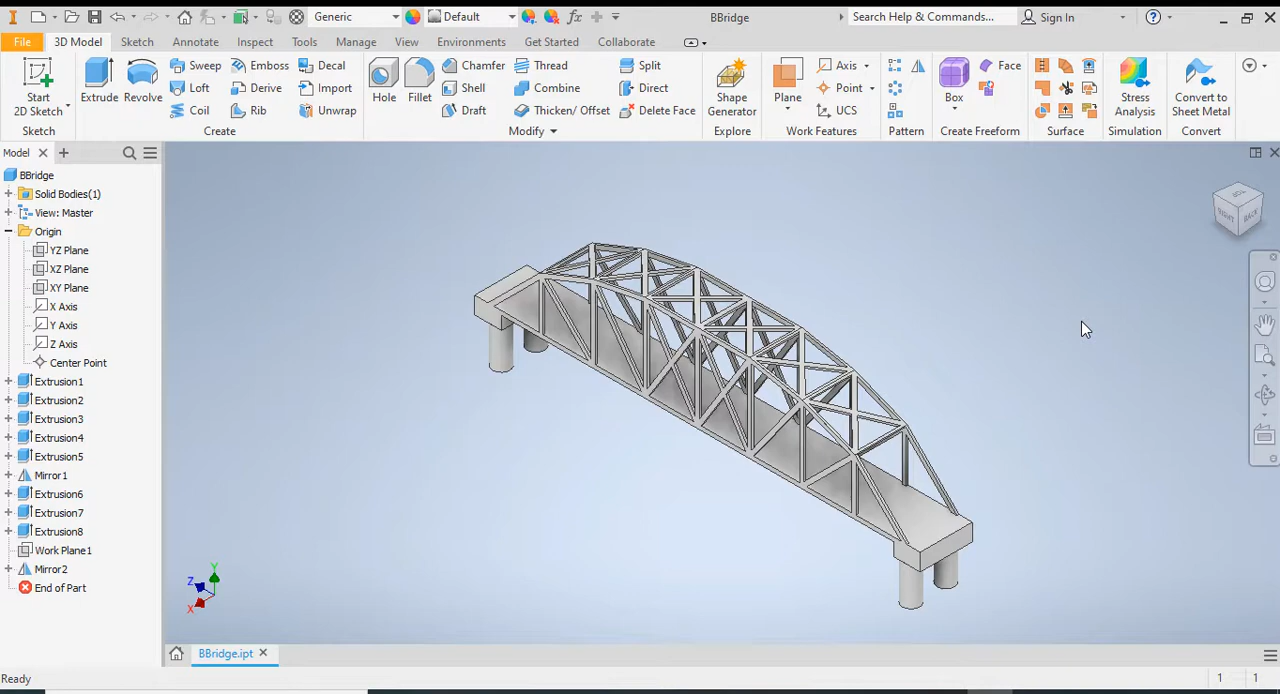 Generic
Default
fx
BBridge
Search Help & Commands...
Sign In
File
3D Model
Sketch
Annotate
Inspect
Tools
Manage
View
Environments
Get Started
Collaborate
Start
2D Sketch
Extrude
Revolve
Sweep
Loft
Coil
Emboss
Derive
Rib
Decal
Import
Unwrap
Hole
Fillet
Chamfer
Shell
Draft
Thread
Combine
Thicken/ Offset
Split
Direct
Delete Face
Shape
Generator
Plane
Axis
Point
UCS
Box
Face
Stress
Analysis
Convert to
Sheet Metal
Sketch
Create
Modify
Explore
Work Features
Pattern
Create Freeform
Surface
Simulation
Convert
Model
BBridge
Solid Bodies(1)
View: Master
Origin
YZ Plane
XZ Plane
XY Plane
X Axis
Y Axis
Z Axis
Center Point
Extrusion1
Extrusion2
Extrusion3
Extrusion4
Extrusion5
Mirror1
Extrusion6
Extrusion7
Extrusion8
Work Plane1
Mirror2
End of Part
TOP
RIGHT
BACK
Y
Z
X
BBridge.ipt
Ready
1 1